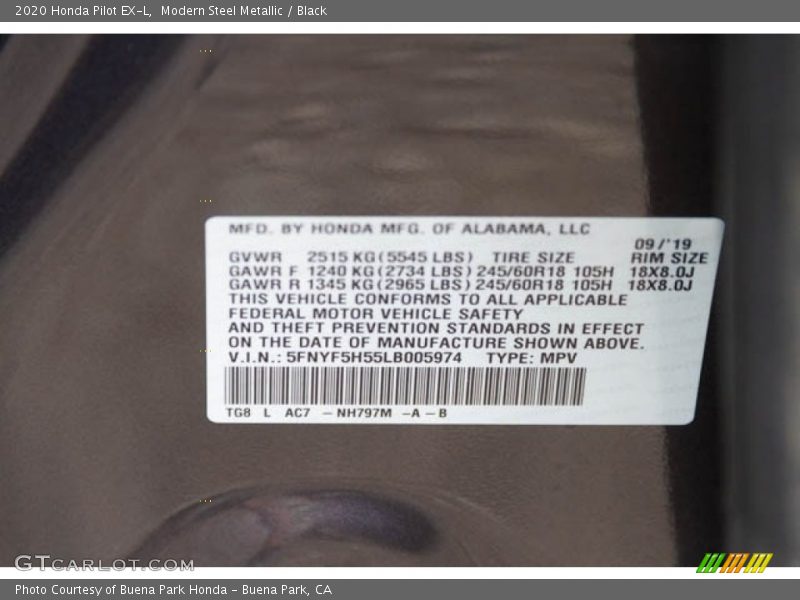 2020 Honda Pilot EX-L, Modern Steel Metallic / Black
MFD. BY HONDA MFG. OF ALABAMA, LLC
09/'19
GVWR 2515 KG (5545 LBS) TIRE SIZE RIM SIZE
GAWR F 1240 KG (2734 LBS) 245/60R18 105H 18X8.0J
GAWR R 1345 KG (2965 LBS) 245/60R18 105H 18X8.0J
THIS VEHICLE CONFORMS TO ALL APPLICABLE
FEDERAL MOTOR VEHICLE SAFETY
AND THEFT PREVENTION STANDARDS IN EFFECT
ON THE DATE OF MANUFACTURE SHOWN ABOVE.
V.I.N.: 5FNYF5H55LB005974 TYPE: MPV
TG8 L AC7 - NH797M - A - B
GTCARLOT.COM
Photo Courtesy of Buena Park Honda - Buena Park, CA